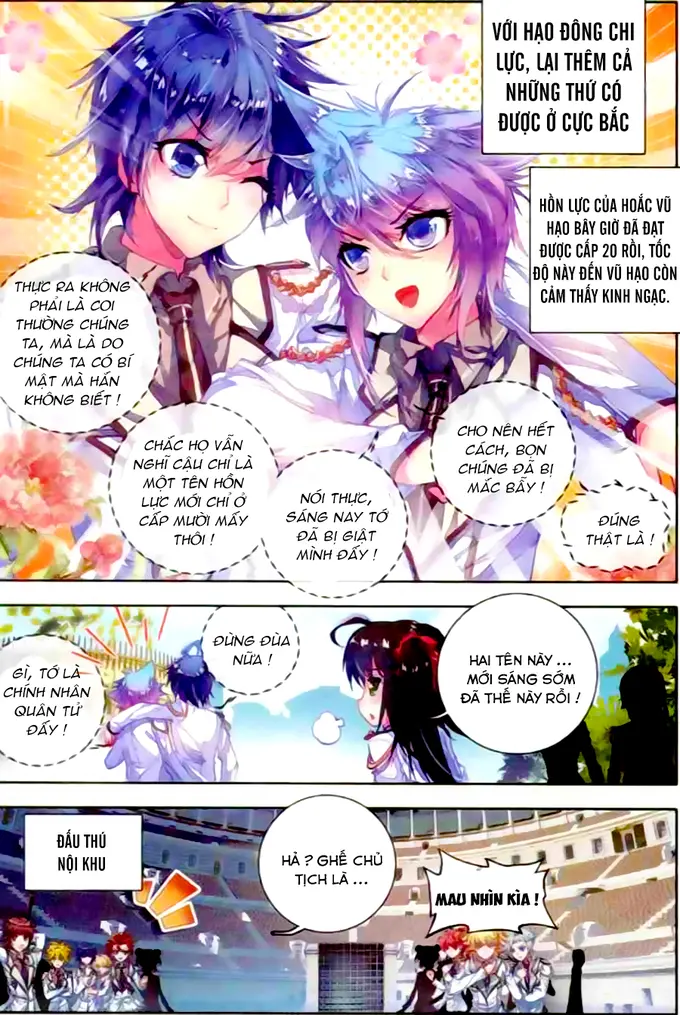 VỚI HẠO ĐÔNG CHI
LỰC, LẠI THÊM CẢ
NHỮNG THỨ CÓ
ĐƯỢC Ở CỰC BẮC
HỒN LỰC CỦA HOẮC VŨ
HẠO BÂY GIỜ ĐÃ ĐẠT
ĐƯỢC CẤP 20 RỒI, TỐC
ĐỘ NÀY ĐẾN VŨ HẠO CÒN
CẢM THẤY KINH NGẠC.
THỰC RA KHÔNG
PHẢI LÀ COI
THƯỜNG CHÚNG
TA, MÀ LÀ DO
CHÚNG TA CÓ BÍ
MẬT MÀ HẮN
KHÔNG BIẾT !
CHẮC HỌ VẪN
NGHĨ CẬU CHỈ LÀ
MỘT TÊN HỒN
LỰC MỚI CHỈ Ở
CẤP MƯỜI MẤY
THÔI !
NÓI THỰC,
SÁNG NAY TỚ
ĐÃ BỊ GIẬT
MÌNH ĐẤY !
CHO NÊN HẾT
CÁCH, BỌN
CHÚNG ĐÃ BỊ
MẮC BẪY !
ĐÚNG
THẬT LÀ !
GÌ, TỚ LÀ
CHÍNH NHÂN
QUÂN TỬ
ĐẤY !
ĐỪNG ĐÙA
NỮA !
HAI TÊN NÀY ...
MỚI SÁNG SỚM
ĐÃ THẾ NÀY RỒI !
ĐẤU THÚ
NỘI KHU
HẢ ? GHẾ CHỦ
TỊCH LÀ ...
MAU NHÌN KÌA !